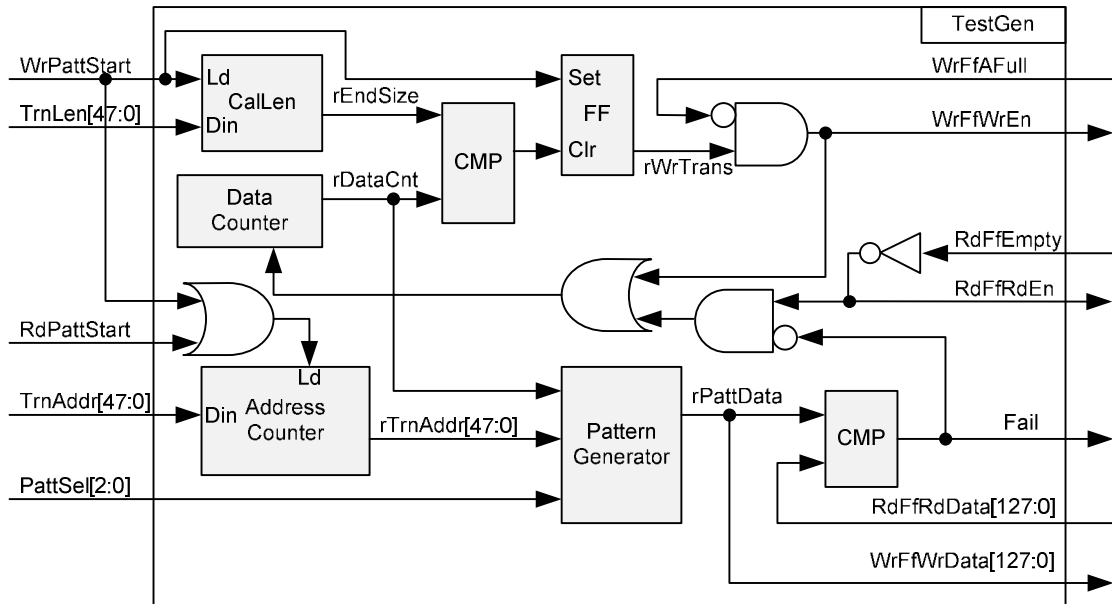 TestGen
WrPattStart
TrnLen[47:0]
Ld
CalLen
Din
rEndSize
CMP
Set
FF
Clr
rWrTrans
WrFfAFull
WrFfWrEn
rDataCnt
Data
Counter
RdFfEmpty
RdFfRdEn
RdPattStart
TrnAddr[47:0]
PattSel[2:0]
Ld
Din
Address
Counter
rTrnAddr[47:0]
Pattern
Generator
rPattData
CMP
Fail
RdFfRdData[127:0]
WrFfWrData[127:0]